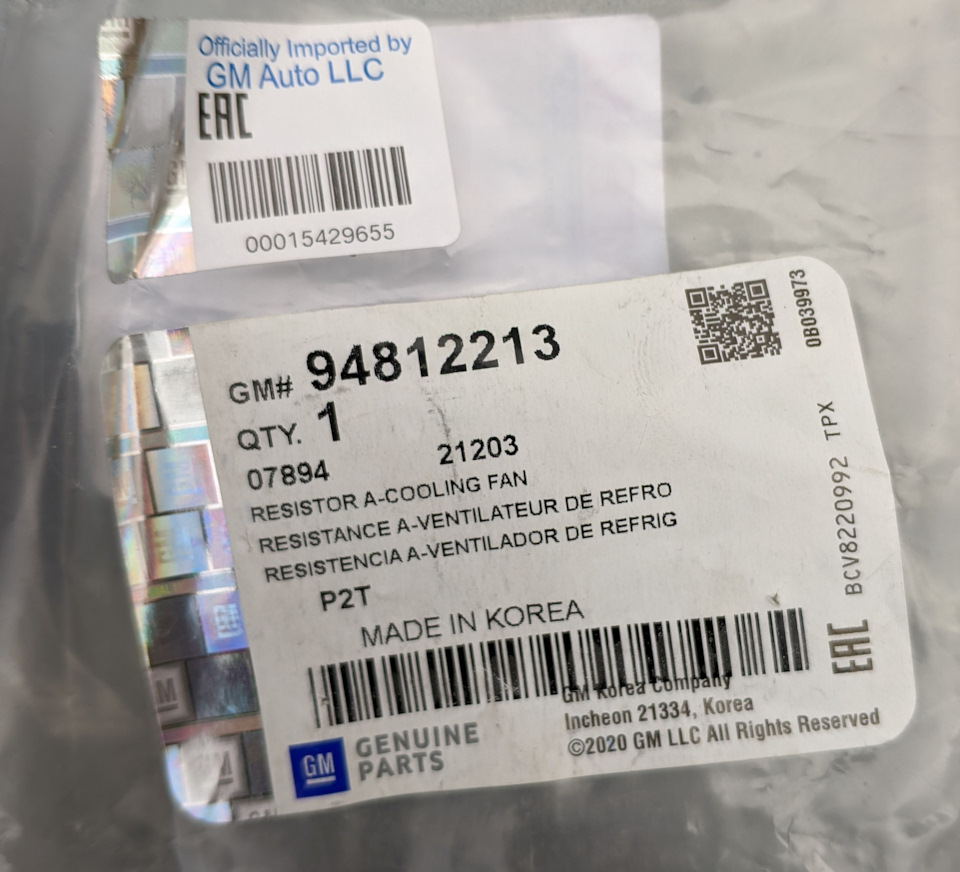 Officially Imported by
GM Auto LLC
EAC
00015429655
GM# 94812213
QTY. 1
07894 21203
RESISTOR A-COOLING FAN
RESISTANCE A-VENTILATEUR DE REFRO
RESISTENCIA A-VENTILADOR DE REFRIG
P2T
MADE IN KOREA
GM Korea Company
Incheon 21334, Korea
©2020 GM LLC All Rights Reserved
GM GENUINE
PARTS
0B039973
BCV8220992 TPX
EAC